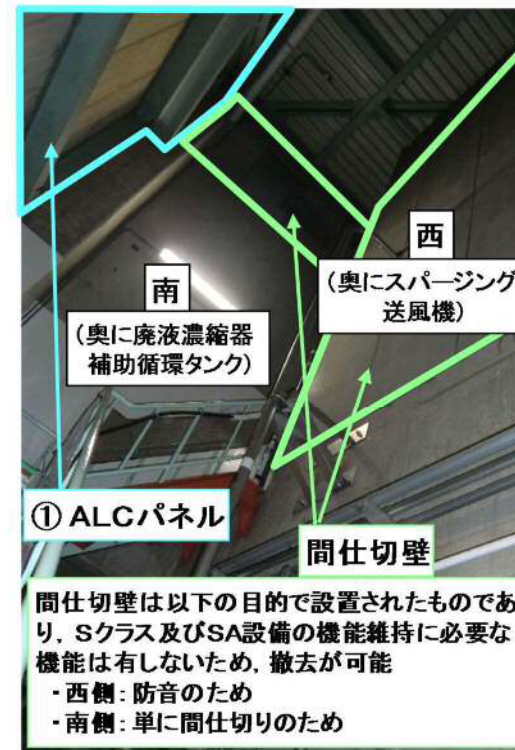 西
(奥にスパージング
送風機)
南
(奥に廃液濃縮器
補助循環タンク)
① ALCパネル
間仕切壁
間仕切壁は以下の目的で設置されたものであ
り，Sクラス及びSA設備の機能維持に必要な
機能は有しないため，撤去が可能
・西側：防音のため
・南側：単に間仕切りのため